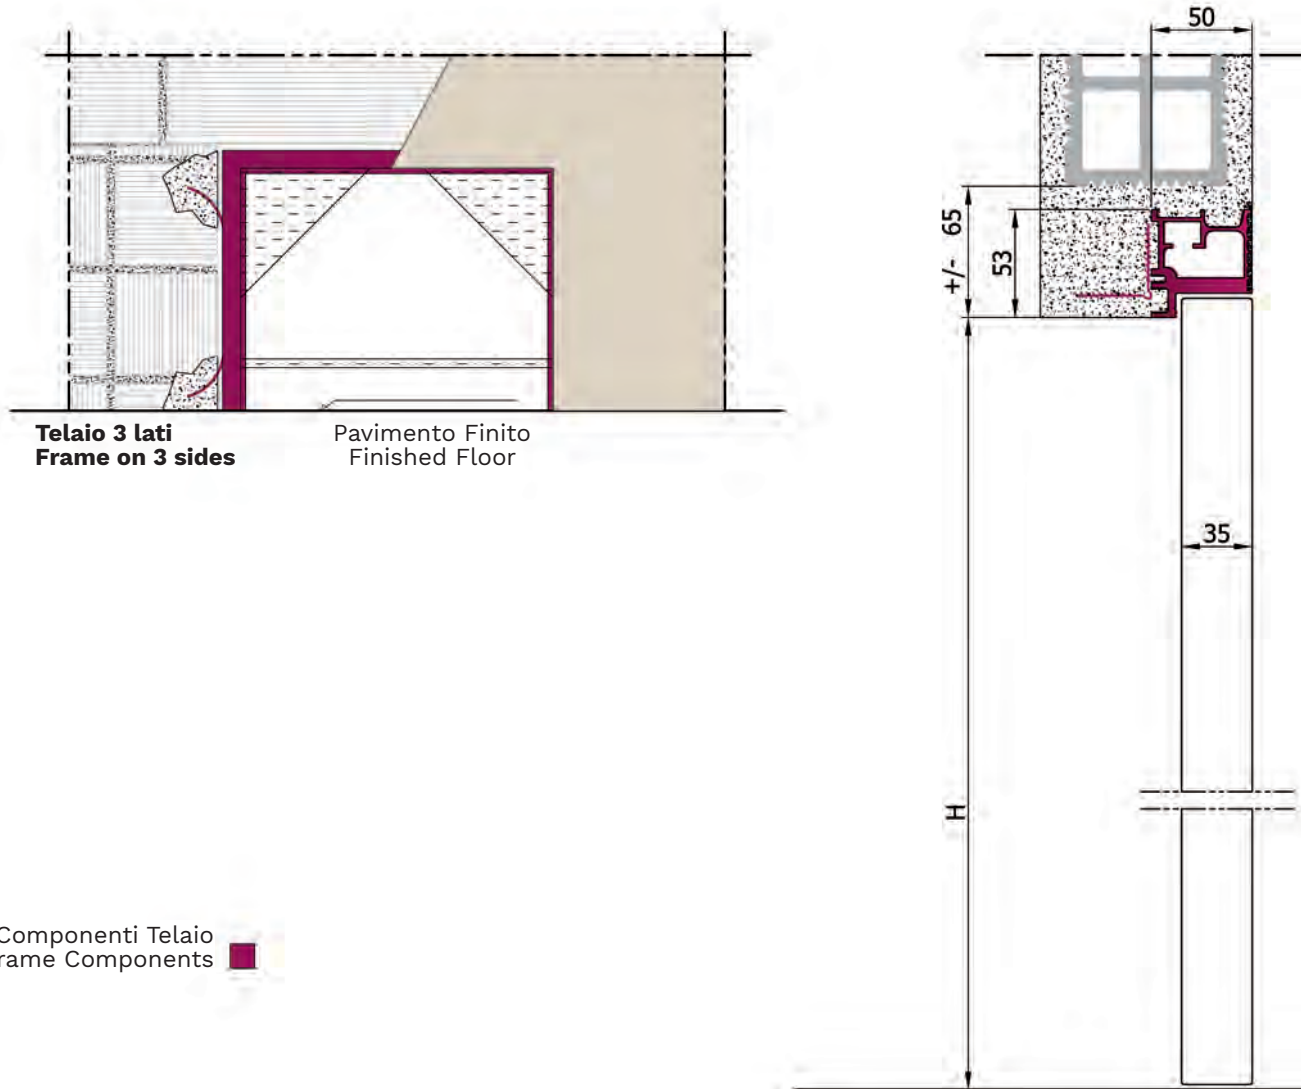 50
+/- 65
53
Telaio 3 lati
Frame on 3 sides
Pavimento Finito
Finished Floor
35
H
Componenti Telaio
rame Components